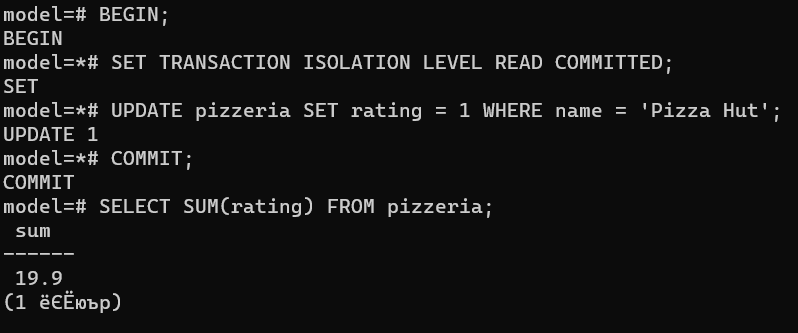 model=# BEGIN;
BEGIN
model=*# SET TRANSACTION ISOLATION LEVEL READ COMMITTED;
SET
model=*# UPDATE pizzeria SET rating = 1 WHERE name = 'Pizza Hut';
UPDATE 1
model=*# COMMIT;
COMMIT
model=# SELECT SUM(rating) FROM pizzeria;
sum
------
19.9
(1 ёЄЁюър)